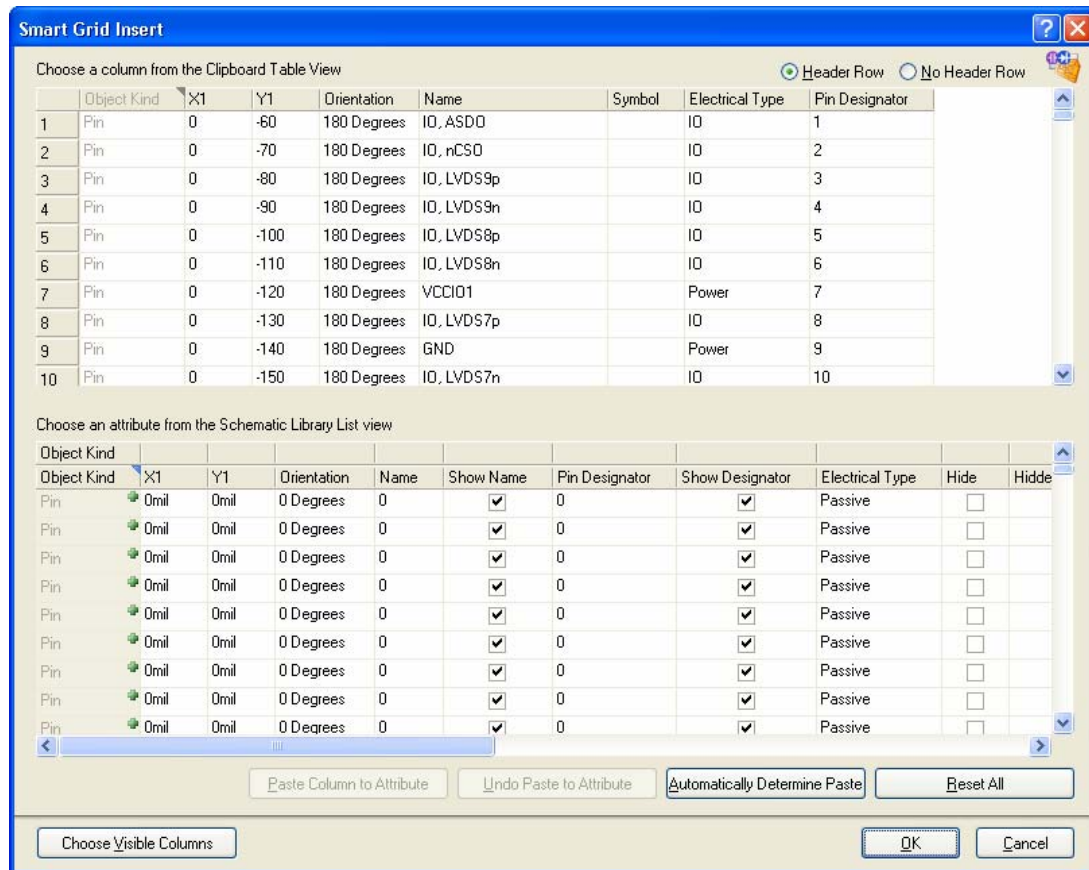 Smart Grid Insert
Choose a column from the Clipboard Table View Header Row No Header Row
Object Kind X1 Y1 Orientation Name Symbol Electrical Type Pin Designator
1 Pin 0 -60 180 Degrees IO, ASDO IO 1
2 Pin 0 -70 180 Degrees IO, nCSO IO 2
3 Pin 0 -80 180 Degrees IO, LVDS9p IO 3
4 Pin 0 -90 180 Degrees IO, LVDS9n IO 4
5 Pin 0 -100 180 Degrees IO, LVDS8p IO 5
6 Pin 0 -110 180 Degrees IO, LVDS8n IO 6
7 Pin 0 -120 180 Degrees VCCIO1 Power 7
8 Pin 0 -130 180 Degrees IO, LVDS7p IO 8
9 Pin 0 -140 180 Degrees GND Power 9
10 Pin 0 -150 180 Degrees IO, LVDS7n IO 10
Choose an attribute from the Schematic Library List view
Object Kind
Object Kind X1 Y1 Orientation Name Show Name Pin Designator Show Designator Electrical Type Hide Hidde
Pin 0mil 0mil 0 Degrees 0 0 Passive
Pin 0mil 0mil 0 Degrees 0 0 Passive
Pin 0mil 0mil 0 Degrees 0 0 Passive
Pin 0mil 0mil 0 Degrees 0 0 Passive
Pin 0mil 0mil 0 Degrees 0 0 Passive
Pin 0mil 0mil 0 Degrees 0 0 Passive
Pin 0mil 0mil 0 Degrees 0 0 Passive
Pin 0mil 0mil 0 Degrees 0 0 Passive
Pin 0mil 0mil 0 Degrees 0 0 Passive
Paste Column to Attribute Undo Paste to Attribute Automatically Determine Paste Reset All
Choose Visible Columns OK Cancel